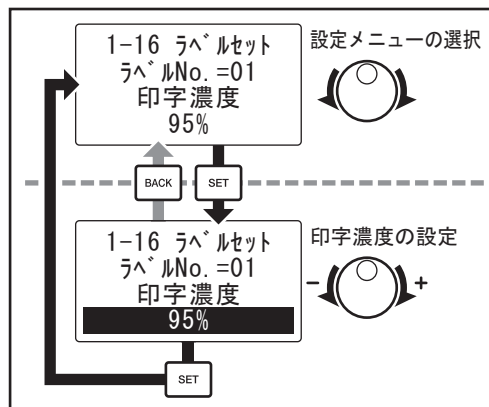 1-16 ﾗﾍﾞﾙｾｯﾄ
ﾗﾍﾞﾙNo.=01
印字濃度
95%
設定メニューの選択
BACK
SET
1-16 ﾗﾍﾞﾙｾｯﾄ
ﾗﾍﾞﾙNo.=01
印字濃度
95%
印字濃度の設定
- +
SET